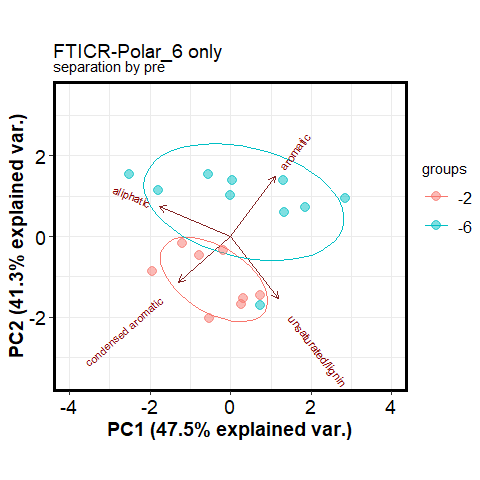 FTICR-Polar_6 only
separation by pre
PC2 (41.3% explained var.)
2
0
-2
aromatic
aliphatic
condensed aromatic
unsaturated/lignin
groups
-2
-6
-4
-2
0
2
4
PC1 (47.5% explained var.)